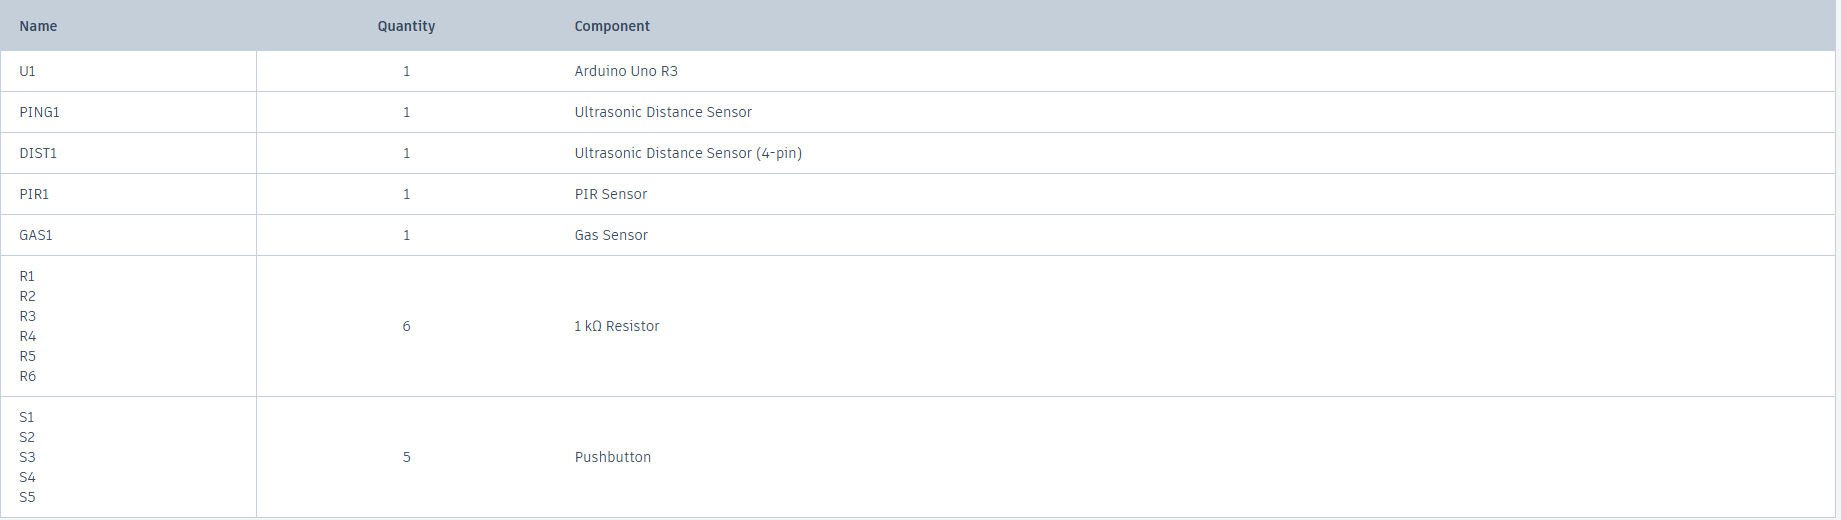 Name Quantity Component
U1 1 Arduino Uno R3
PING1 1 Ultrasonic Distance Sensor
DIST1 1 Ultrasonic Distance Sensor (4-pin)
PIR1 1 PIR Sensor
GAS1 1 Gas Sensor
R1
R2
R3
R4
R5
R6
6 1 kΩ Resistor
S1
S2
S3
S4
S5
5 Pushbutton